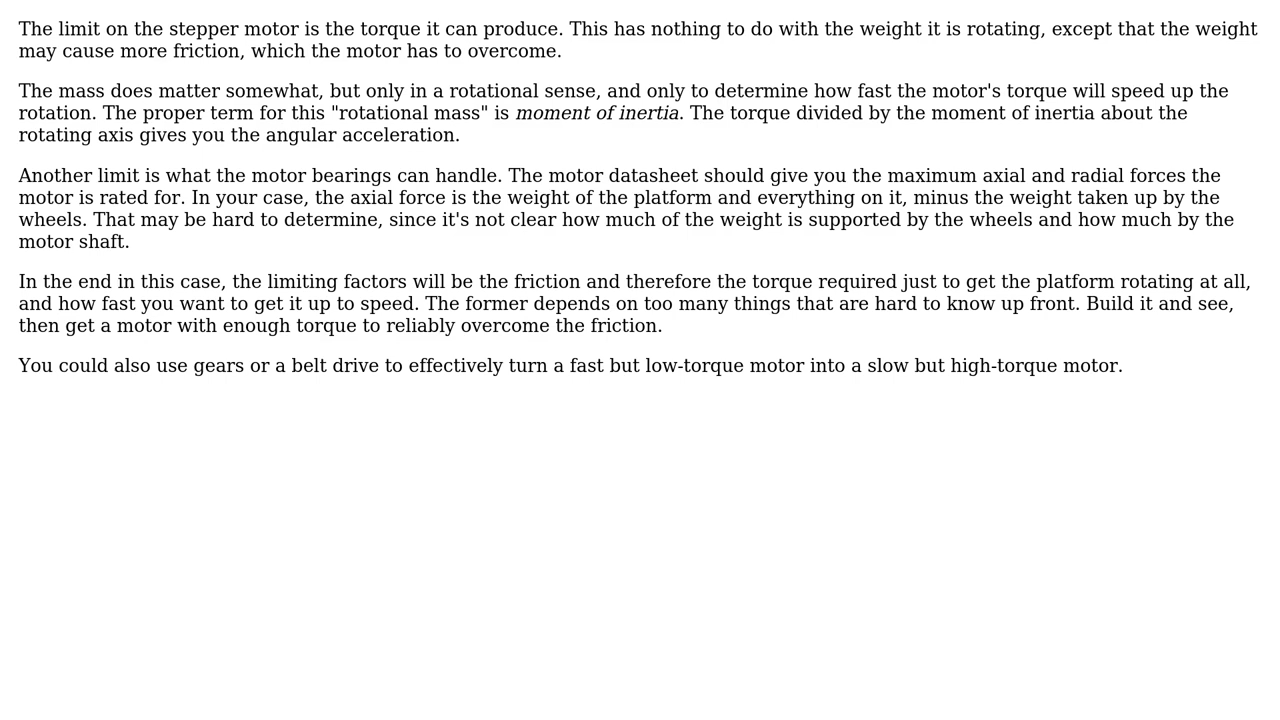 The limit on the stepper motor is the torque it can produce. This has nothing to do with the weight it is rotating, except that the weight
may cause more friction, which the motor has to overcome.
The mass does matter somewhat, but only in a rotational sense, and only to determine how fast the motor's torque will speed up the
rotation. The proper term for this "rotational mass" is moment of inertia. The torque divided by the moment of inertia about the
rotating axis gives you the angular acceleration.
Another limit is what the motor bearings can handle. The motor datasheet should give you the maximum axial and radial forces the
motor is rated for. In your case, the axial force is the weight of the platform and everything on it, minus the weight taken up by the
wheels. That may be hard to determine, since it's not clear how much of the weight is supported by the wheels and how much by the
motor shaft.
In the end in this case, the limiting factors will be the friction and therefore the torque required just to get the platform rotating at all,
and how fast you want to get it up to speed. The former depends on too many things that are hard to know up front. Build it and see,
then get a motor with enough torque to reliably overcome the friction.
You could also use gears or a belt drive to effectively turn a fast but low-torque motor into a slow but high-torque motor.